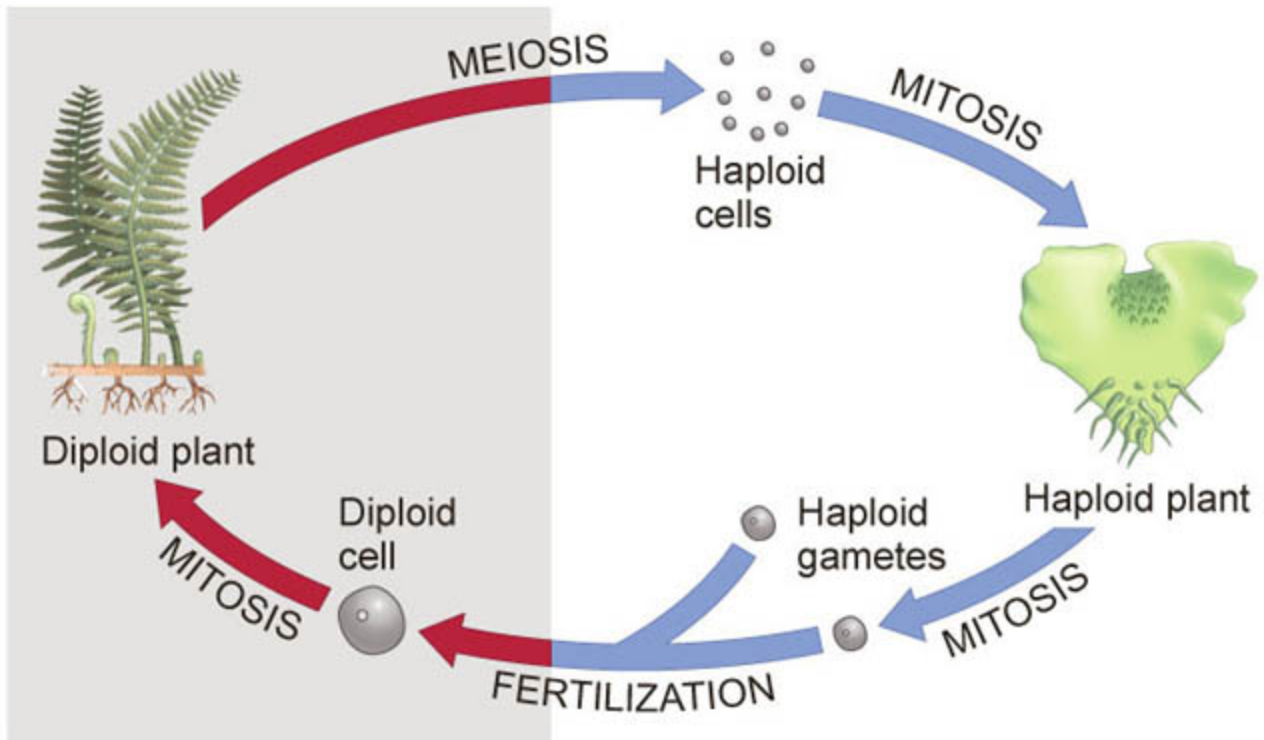 MEIOSIS
MITOSIS
Haploid
cells
Diploid plant
Haploid plant
Diploid
cell
Haploid
gametes
MITOSIS
MITOSIS
FERTILIZATION